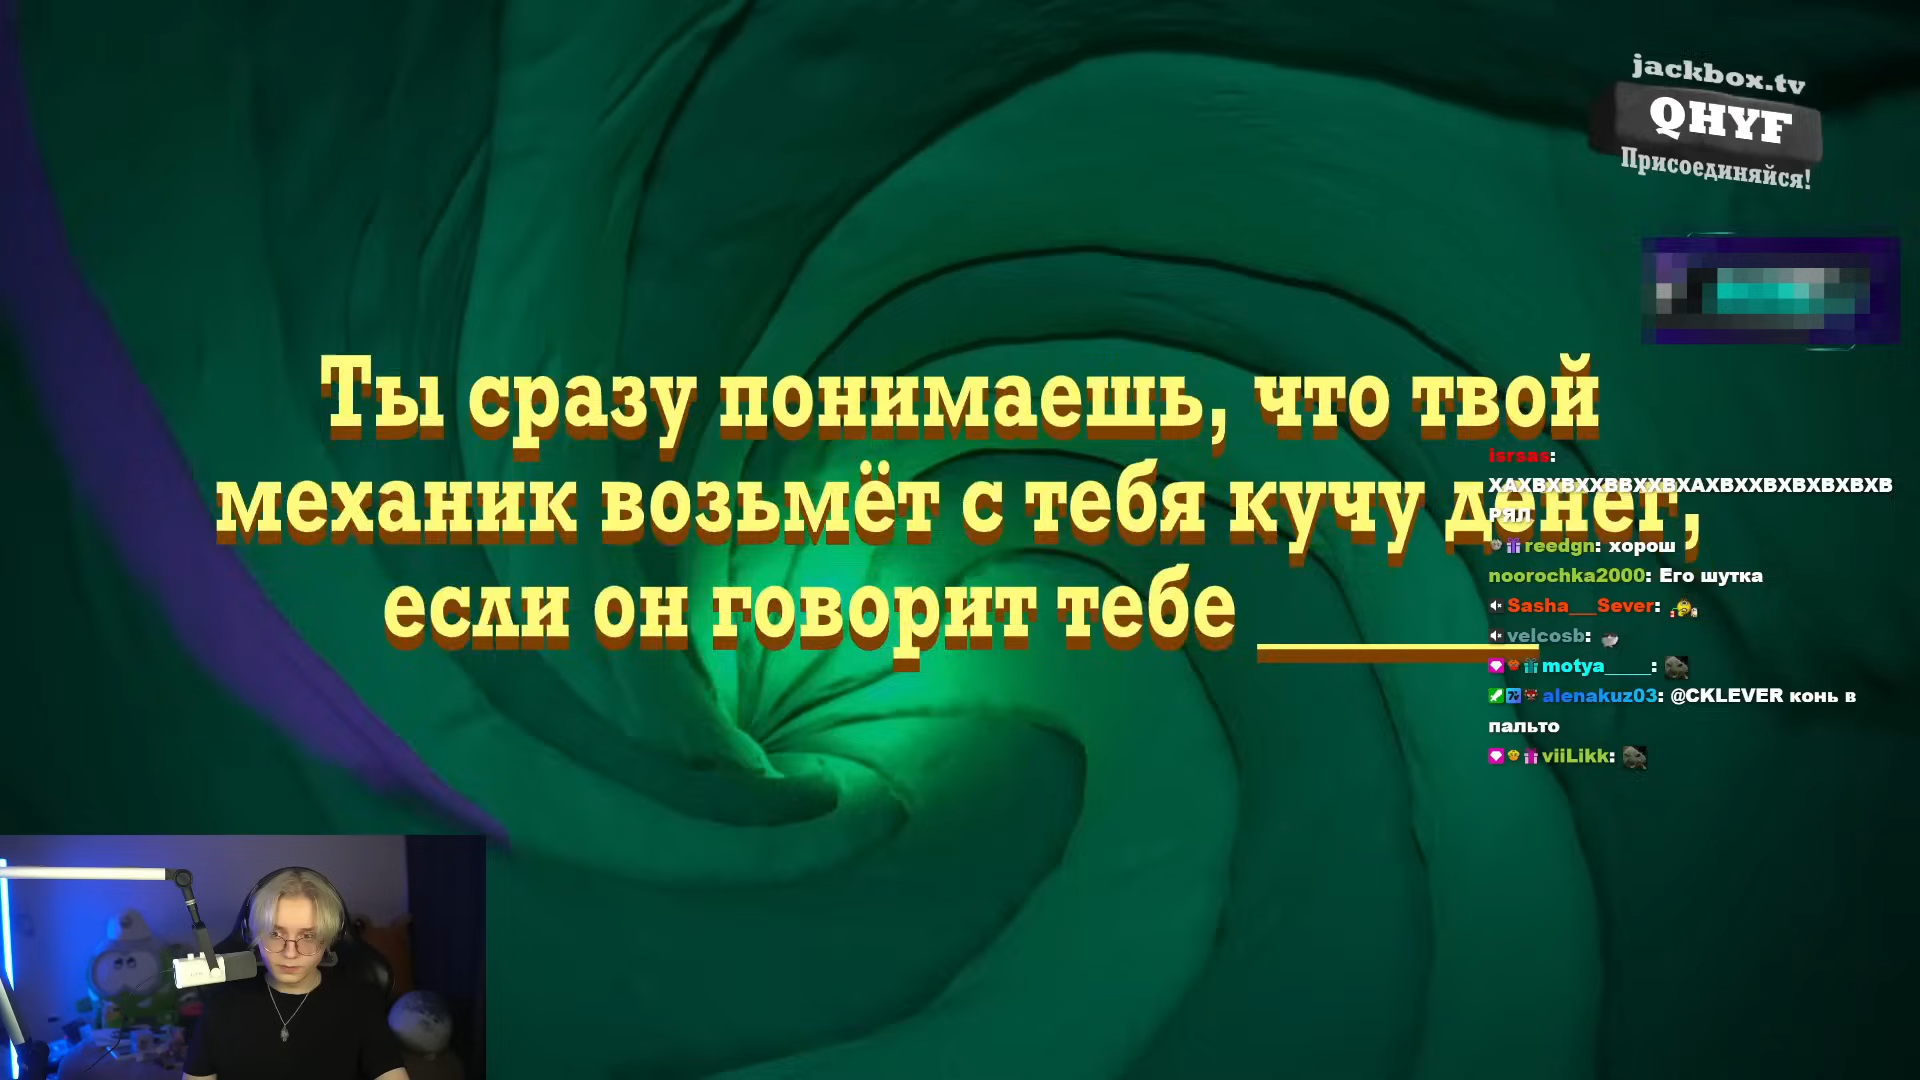 jackbox.tv
QHYF
Присоединяйся!
Ты сразу понимаешь, что твой
механик возьмёт с тебя кучу денег,
если он говорит тебе ________
isrsas:
ХАХВХВХХВВХХВХАХВХХВХВХВХВХВ
РЯЛ
reedgn: хорош
noorochka2000: Его шутка
Sasha___Sever:
velcosb:
motya_____:
alenakuz03: @CKLEVER конь в
пальто
viiLikk: